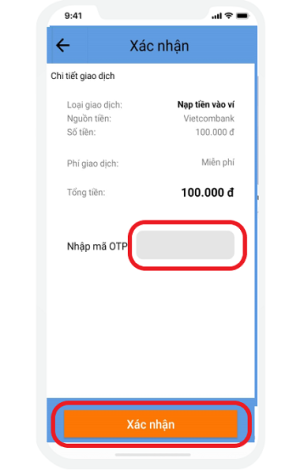 9:41
Xác nhận
Chi tiết giao dịch
Loại giao dịch: Nạp tiền vào ví
Nguồn tiền: Vietcombank
Số tiền: 100.000 đ
Phí giao dịch: Miễn phí
Tổng tiền: 100.000 đ
Nhập mã OTP
Xác nhận